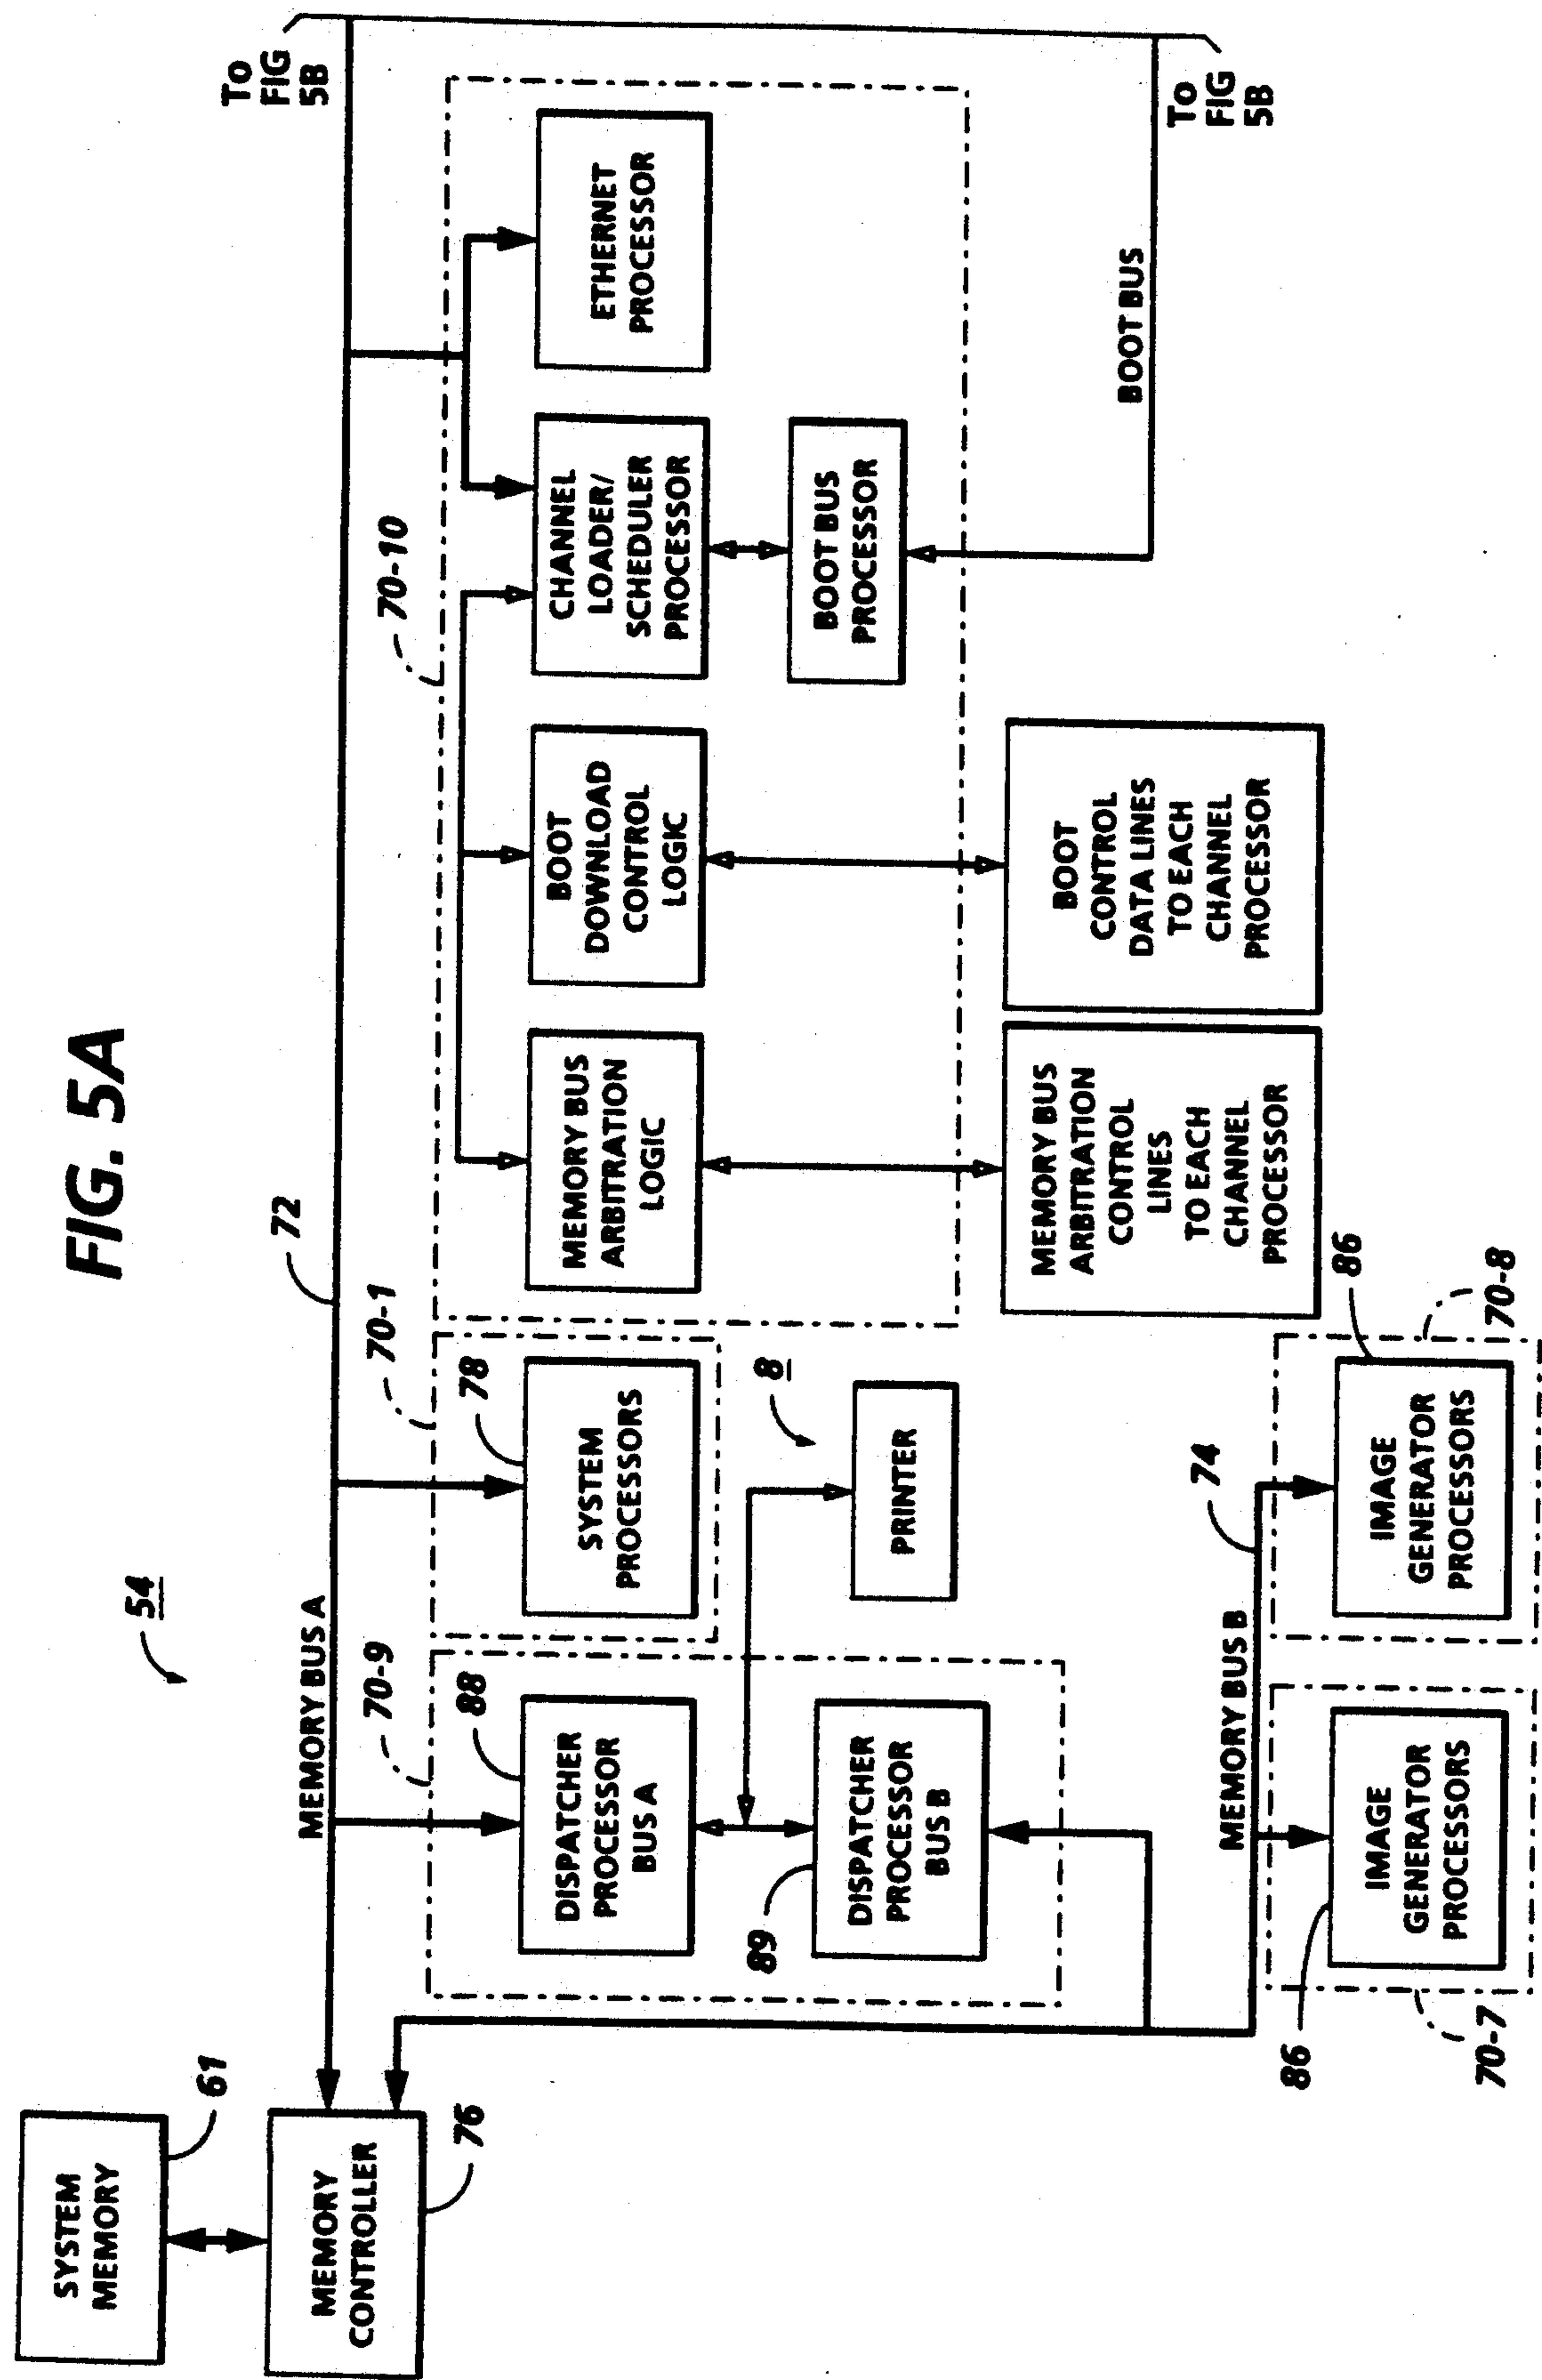 FIG. 5A
54
SYSTEM
MEMORY
61
MEMORY
CONTROLLER
76
MEMORY BUS A
72
To
FIG
5B
70-9
88
DISPATCHER
PROCESSOR
BUS A
89
DISPATCHER
PROCESSOR
BUS B
70-1
78
SYSTEM
PROCESSORS
8
PRINTER
70-10
MEMORY BUS
ARBITRATION
LOGIC
BOOT
DOWNLOAD
CONTROL
LOGIC
CHANNEL
LOADER/
SCHEDULER
PROCESSOR
ETHERNET
PROCESSOR
BOOT BUS
PROCESSOR
MEMORY BUS
ARBITRATION
CONTROL
LINES
TO EACH
CHANNEL
PROCESSOR
BOOT
CONTROL
DATA LINES
TO EACH
CHANNEL
PROCESSOR
BOOT BUS
To
FIG
5B
MEMORY BUS B
74
86
IMAGE
GENERATOR
PROCESSORS
70-7
86
IMAGE
GENERATOR
PROCESSORS
70-8